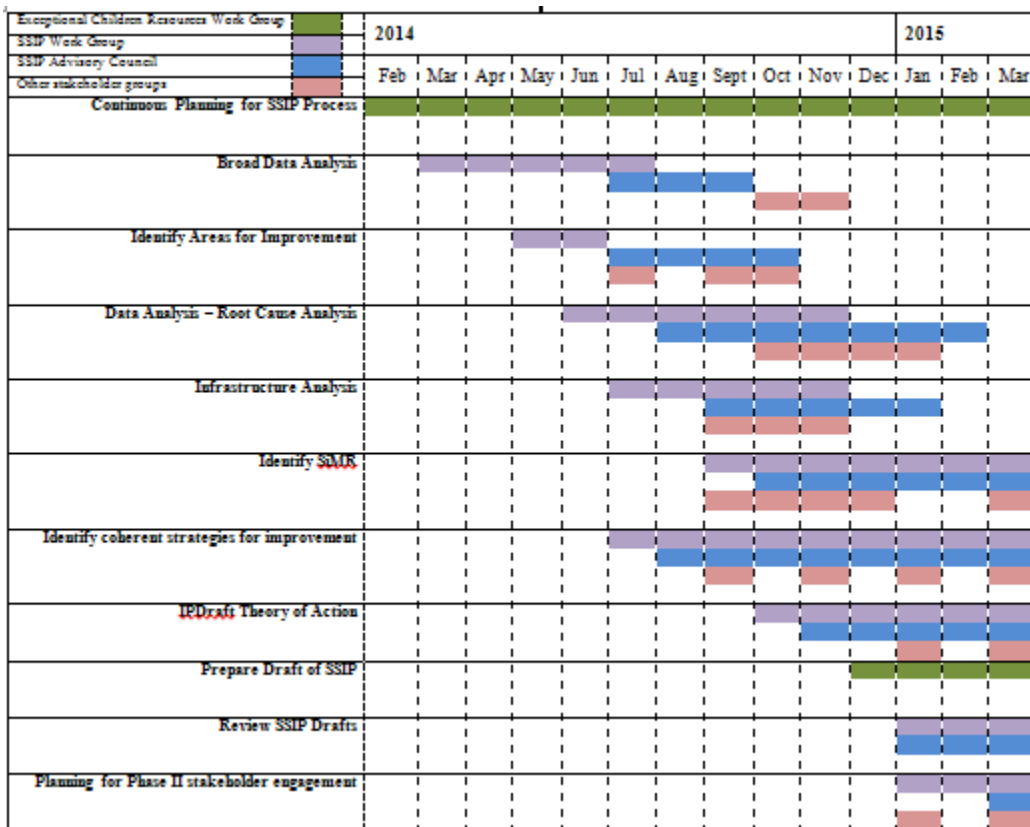 Exceptional Children Resources Work Group
SSIP Work Group
SSIP Advisory Council
Other stakeholder groups
2014 2015
Feb Mar Apr May Jun Jul Aug Sept Oct Nov Dec Jan Feb Mar
Continuous Planning for SSIP Process
Broad Data Analysis
Identify Areas for Improvement
Data Analysis – Root Cause Analysis
Infrastructure Analysis
Identify SiMR
Identify coherent strategies for improvement
IPDraft Theory of Action
Prepare Draft of SSIP
Review SSIP Drafts
Planning for Phase II stakeholder engagement